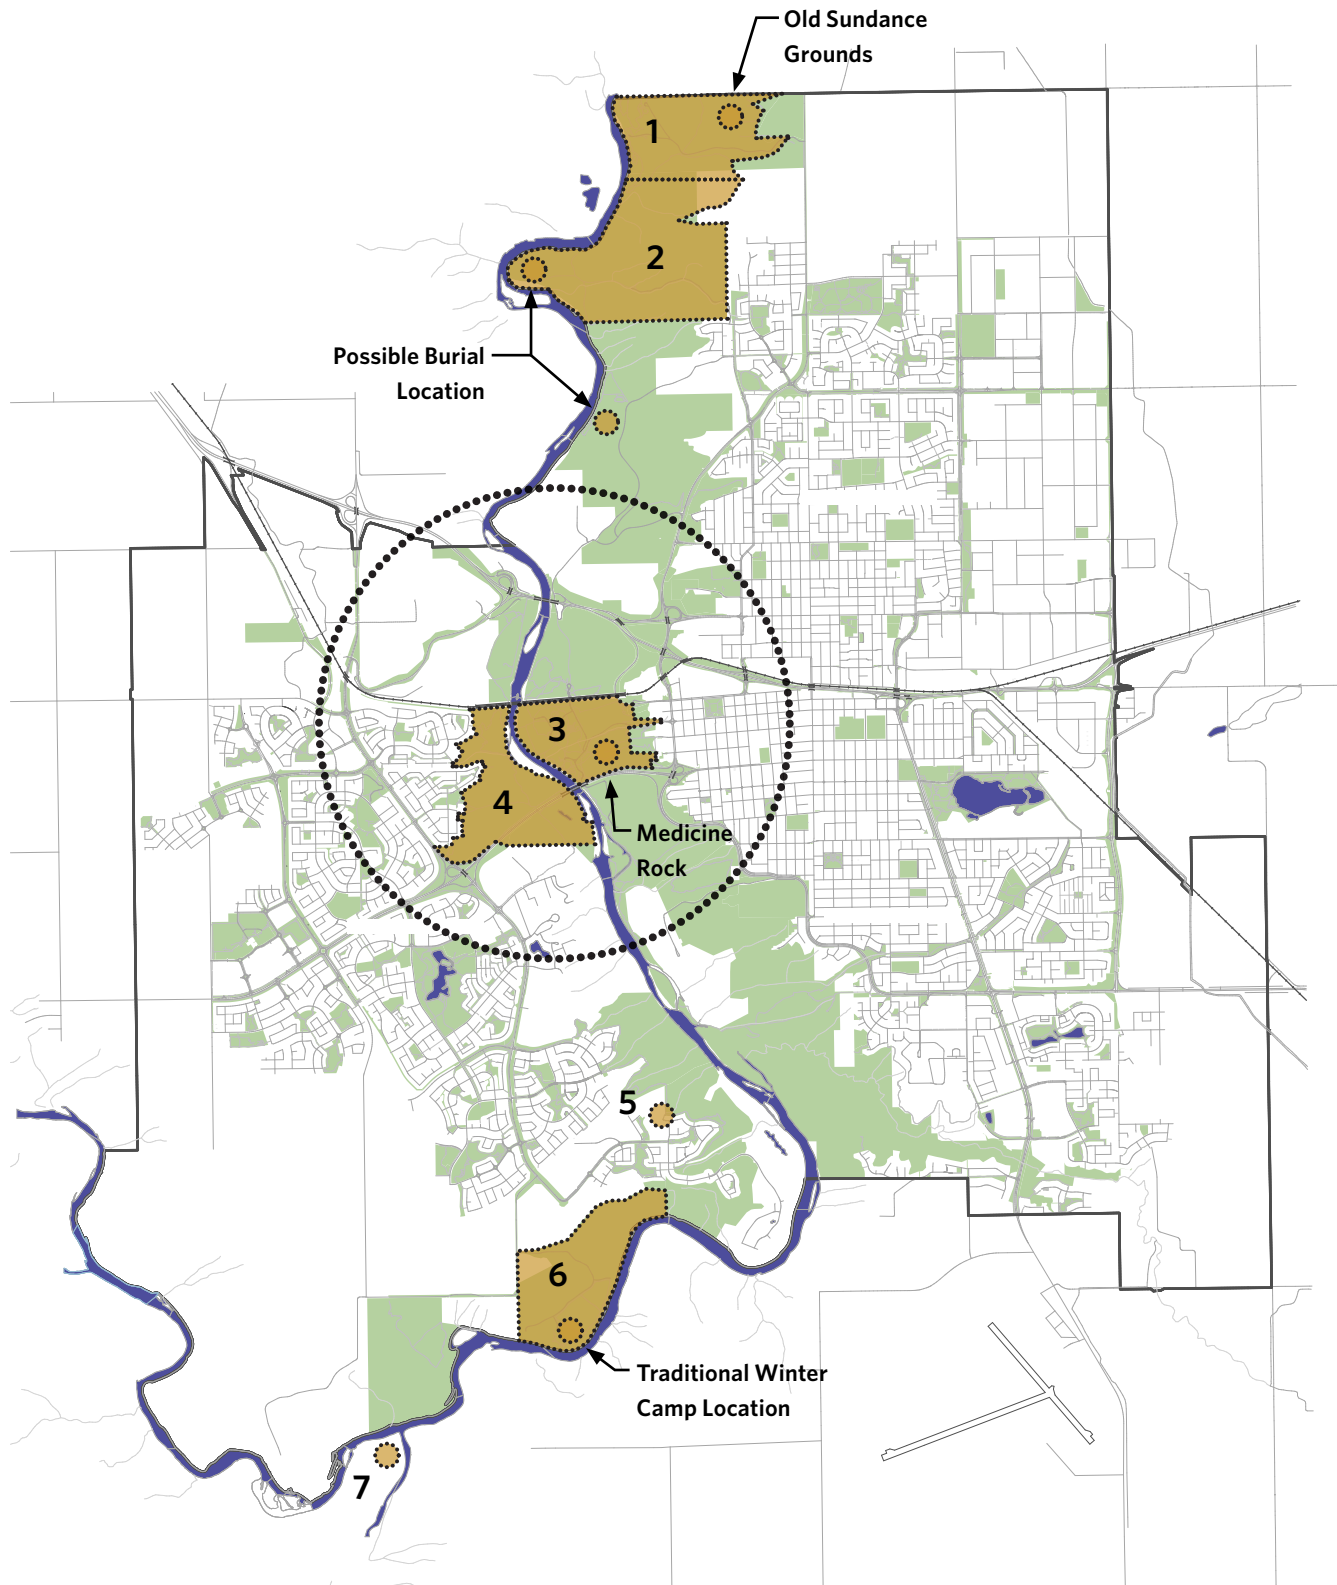 Old Sundance
Grounds
1
2
Possible Burial
Location
3
4
Medicine
Rock
5
6
Traditional Winter
Camp Location
7